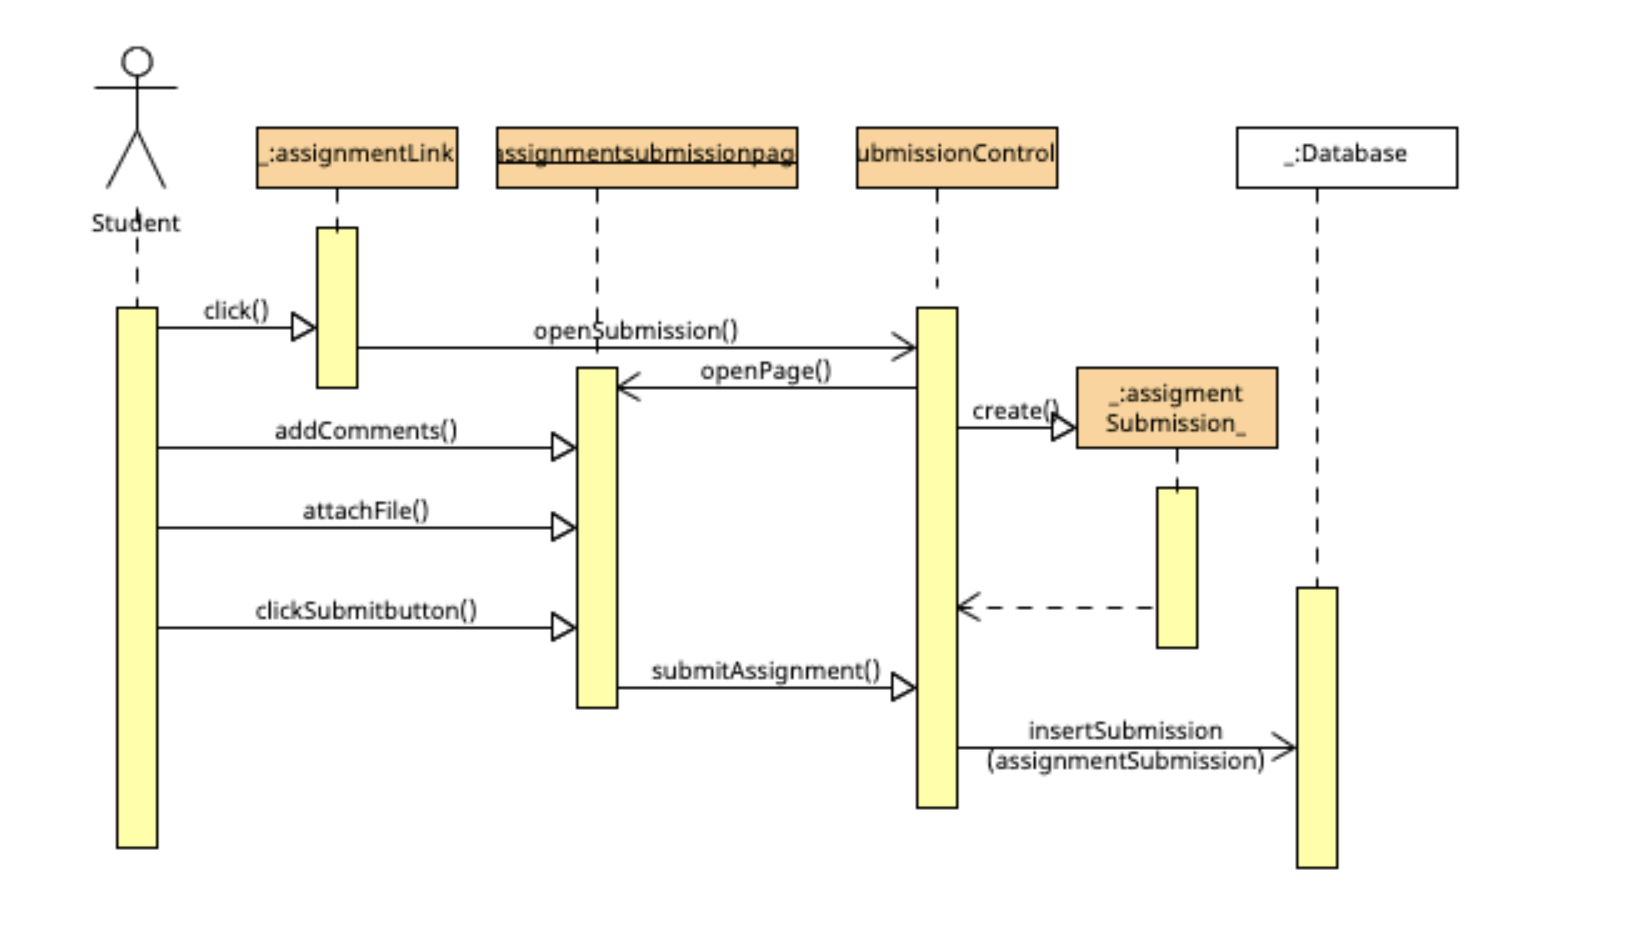 _:assignmentLink
assignmentsubmissionpag
ubmissionControl
_:Database
Student
click()
openSubmission()
openPage()
_:assigment
Submission_
create()
addComments()
attachFile()
clickSubmitbutton()
submitAssignment()
insertSubmission
(assignmentSubmission)